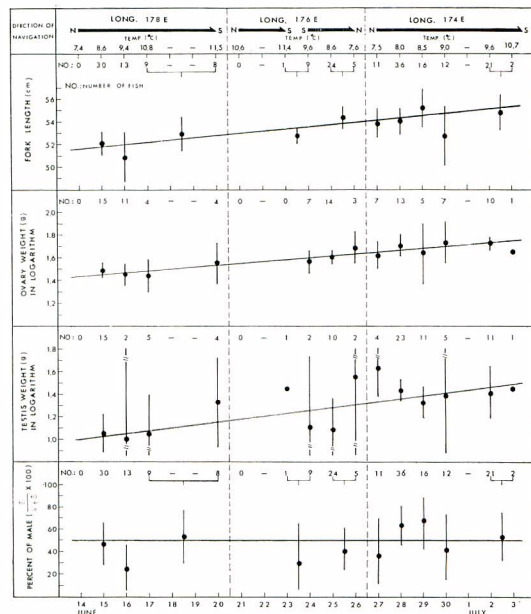 DIRECTION OF NAVIGATION
LONG. 178 E
N S
LONG. 176 E
N S S N
LONG. 174 E
N S
TEMP (°C)
TEMP (°C)
TEMP (°C)
7,4 8,6 9,4 10,8 – – 11,5 10,6 – 11,4 9,6 8,6 7,6 7,5 8,0 8,5 9,0 – 9,6 10,7
NO.: 0 30 13 9 – – 8 0 – 1 9 24 5 11 36 16 12 – 21 2
NO.: NUMBER OF FISH
FORK LENGTH (cm)
56
54
52
50
NO.: 0 15 11 4 – – 4 0 – 0 7 14 3 7 13 5 7 – 10 1
OVARY WEIGHT (g) IN LOGARITHM
2,0
1,8
1,6
1,4
1,2
NO.: 0 15 2 5 – – 4 0 – 1 2 10 2 4 23 11 5 – 11 1
TESTIS WEIGHT (g) IN LOGARITHM
1.8
1.6
1.4
1.2
1.0
NO.: 0 30 13 9 – – 8 0 – 1 9 24 5 11 36 16 12 – 21 2
PERCENT OF MALE ( X 100)
100
80
60
40
20
14 15 16 17 18 19 20 21 22 23 24 25 26 27 28 29 30 1 2 3
JUNE JULY